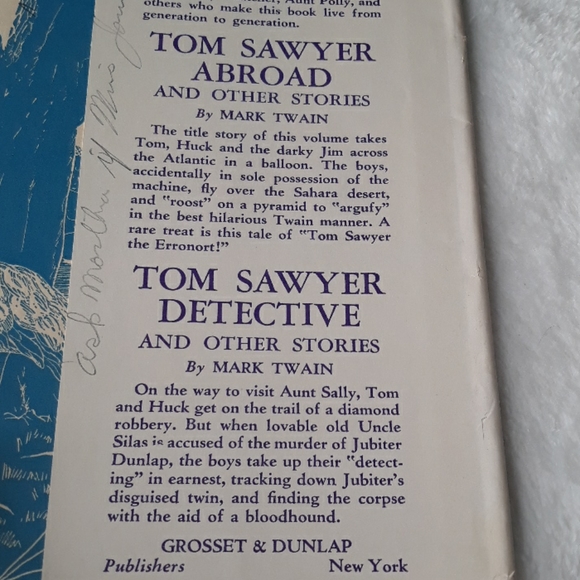 others who make this book live from
generation to generation.
TOM SAWYER
ABROAD
AND OTHER STORIES
By MARK TWAIN
The title story of this volume takes
Tom, Huck and the darky Jim across
the Atlantic in a balloon. The boys,
accidentally in sole possession of the
machine, fly over the Sahara desert,
and "roost" on a pyramid to "argufy"
in the best hilarious Twain manner. A
rare treat is this tale of "Tom Sawyer
the Erronort!"
TOM SAWYER
DETECTIVE
AND OTHER STORIES
By MARK TWAIN
On the way to visit Aunt Sally, Tom
and Huck get on the trail of a diamond
robbery. But when lovable old Uncle
Silas is accused of the murder of Jubiter
Dunlap, the boys take up their "detect-
ing" in earnest, tracking down Jubiter's
disguised twin, and finding the corpse
with the aid of a bloodhound.
GROSSET & DUNLAP
Publishers New York
ask Martha if Miss